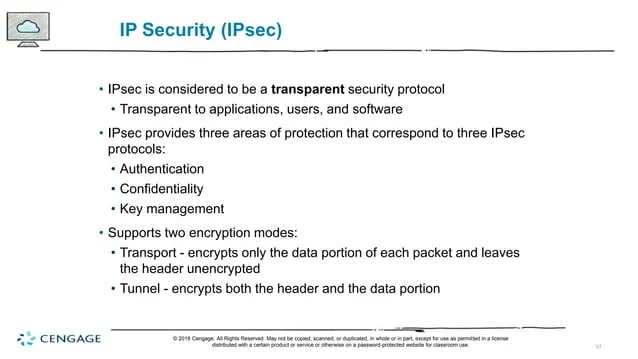 IP Security (IPsec)
• IPsec is considered to be a transparent security protocol
• Transparent to applications, users, and software
• IPsec provides three areas of protection that correspond to three IPsec
protocols:
• Authentication
• Confidentiality
• Key management
• Supports two encryption modes:
• Transport - encrypts only the data portion of each packet and leaves
the header unencrypted
• Tunnel - encrypts both the header and the data portion
CENGAGE
© 2018 Cengage. All Rights Reserved. May not be copied, scanned, or duplicated, in whole or in part, except for use as permitted in a license
distributed with a certain product or service or otherwise on a password-protected website for classroom use.
57